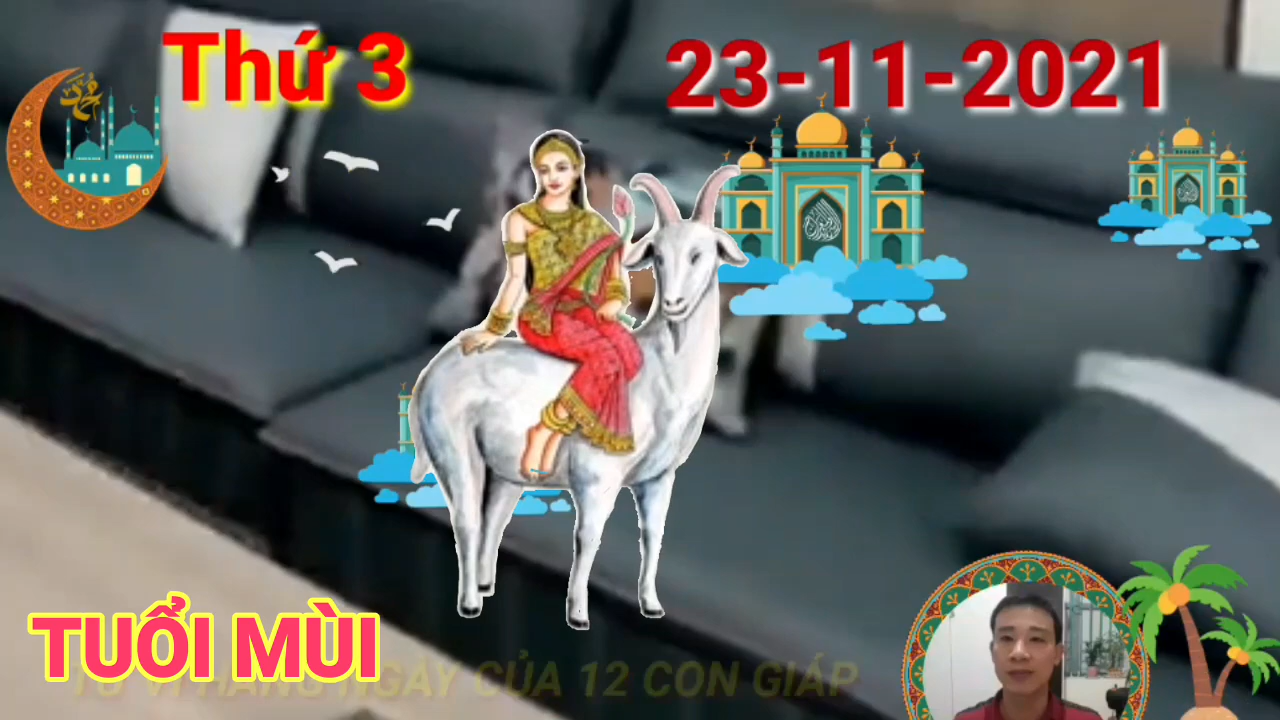 Thứ 3
23-11-2021
TUỔI MÙI
TỬ VI HÀNG NGÀY CỦA 12 CON GIÁP